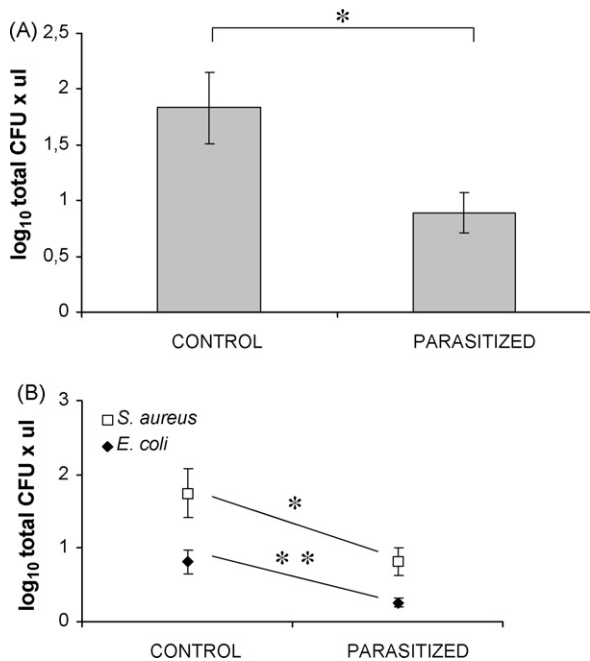 (A)
log10 total CFU x ul
2,5
2
1,5
1
0,5
0
*
CONTROL PARASITIZED
(B)
log10 total CFU x ul
3
2
1
0
S. aureus
E. coli
*
* *
CONTROL PARASITIZED